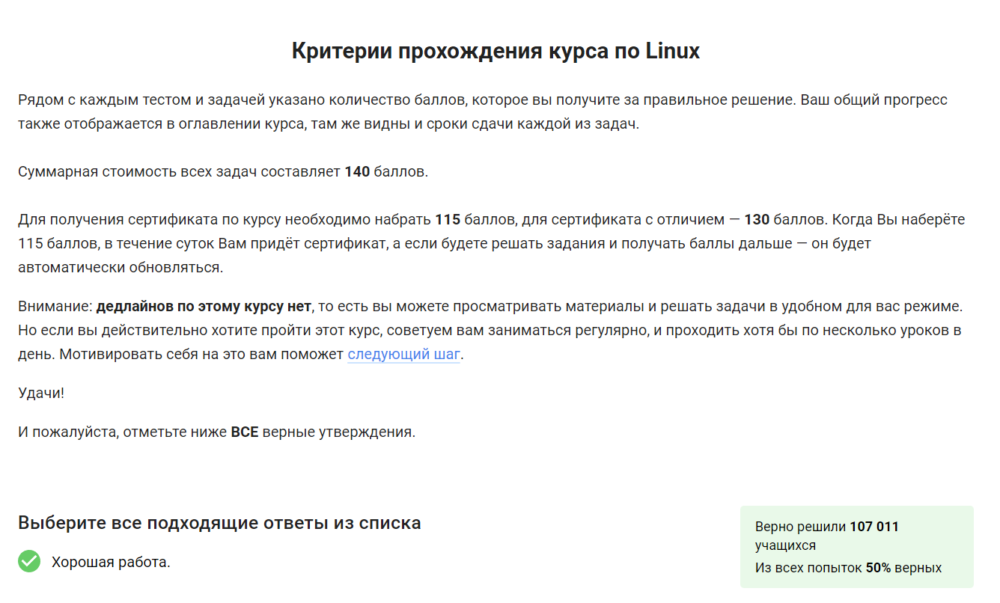 Критерии прохождения курса по Linux
Рядом с каждым тестом и задачей указано количество баллов, которое вы получите за правильное решение. Ваш общий прогресс
также отображается в оглавлении курса, там же видны и сроки сдачи каждой из задач.
Суммарная стоимость всех задач составляет 140 баллов.
Для получения сертификата по курсу необходимо набрать 115 баллов, для сертификата с отличием — 130 баллов. Когда Вы наберёте
115 баллов, в течение суток Вам придёт сертификат, а если будете решать задания и получать баллы дальше — он будет
автоматически обновляться.
Внимание: дедлайнов по этому курсу нет, то есть вы можете просматривать материалы и решать задачи в удобном для вас режиме.
Но если вы действительно хотите пройти этот курс, советуем вам заниматься регулярно, и проходить хотя бы по несколько уроков в
день. Мотивировать себя на это вам поможет следующий шаг.
Удачи!
И пожалуйста, отметьте ниже ВСЕ верные утверждения.
Выберите все подходящие ответы из списка
Хорошая работа.
Верно решили 107 011
учащихся
Из всех попыток 50% верных